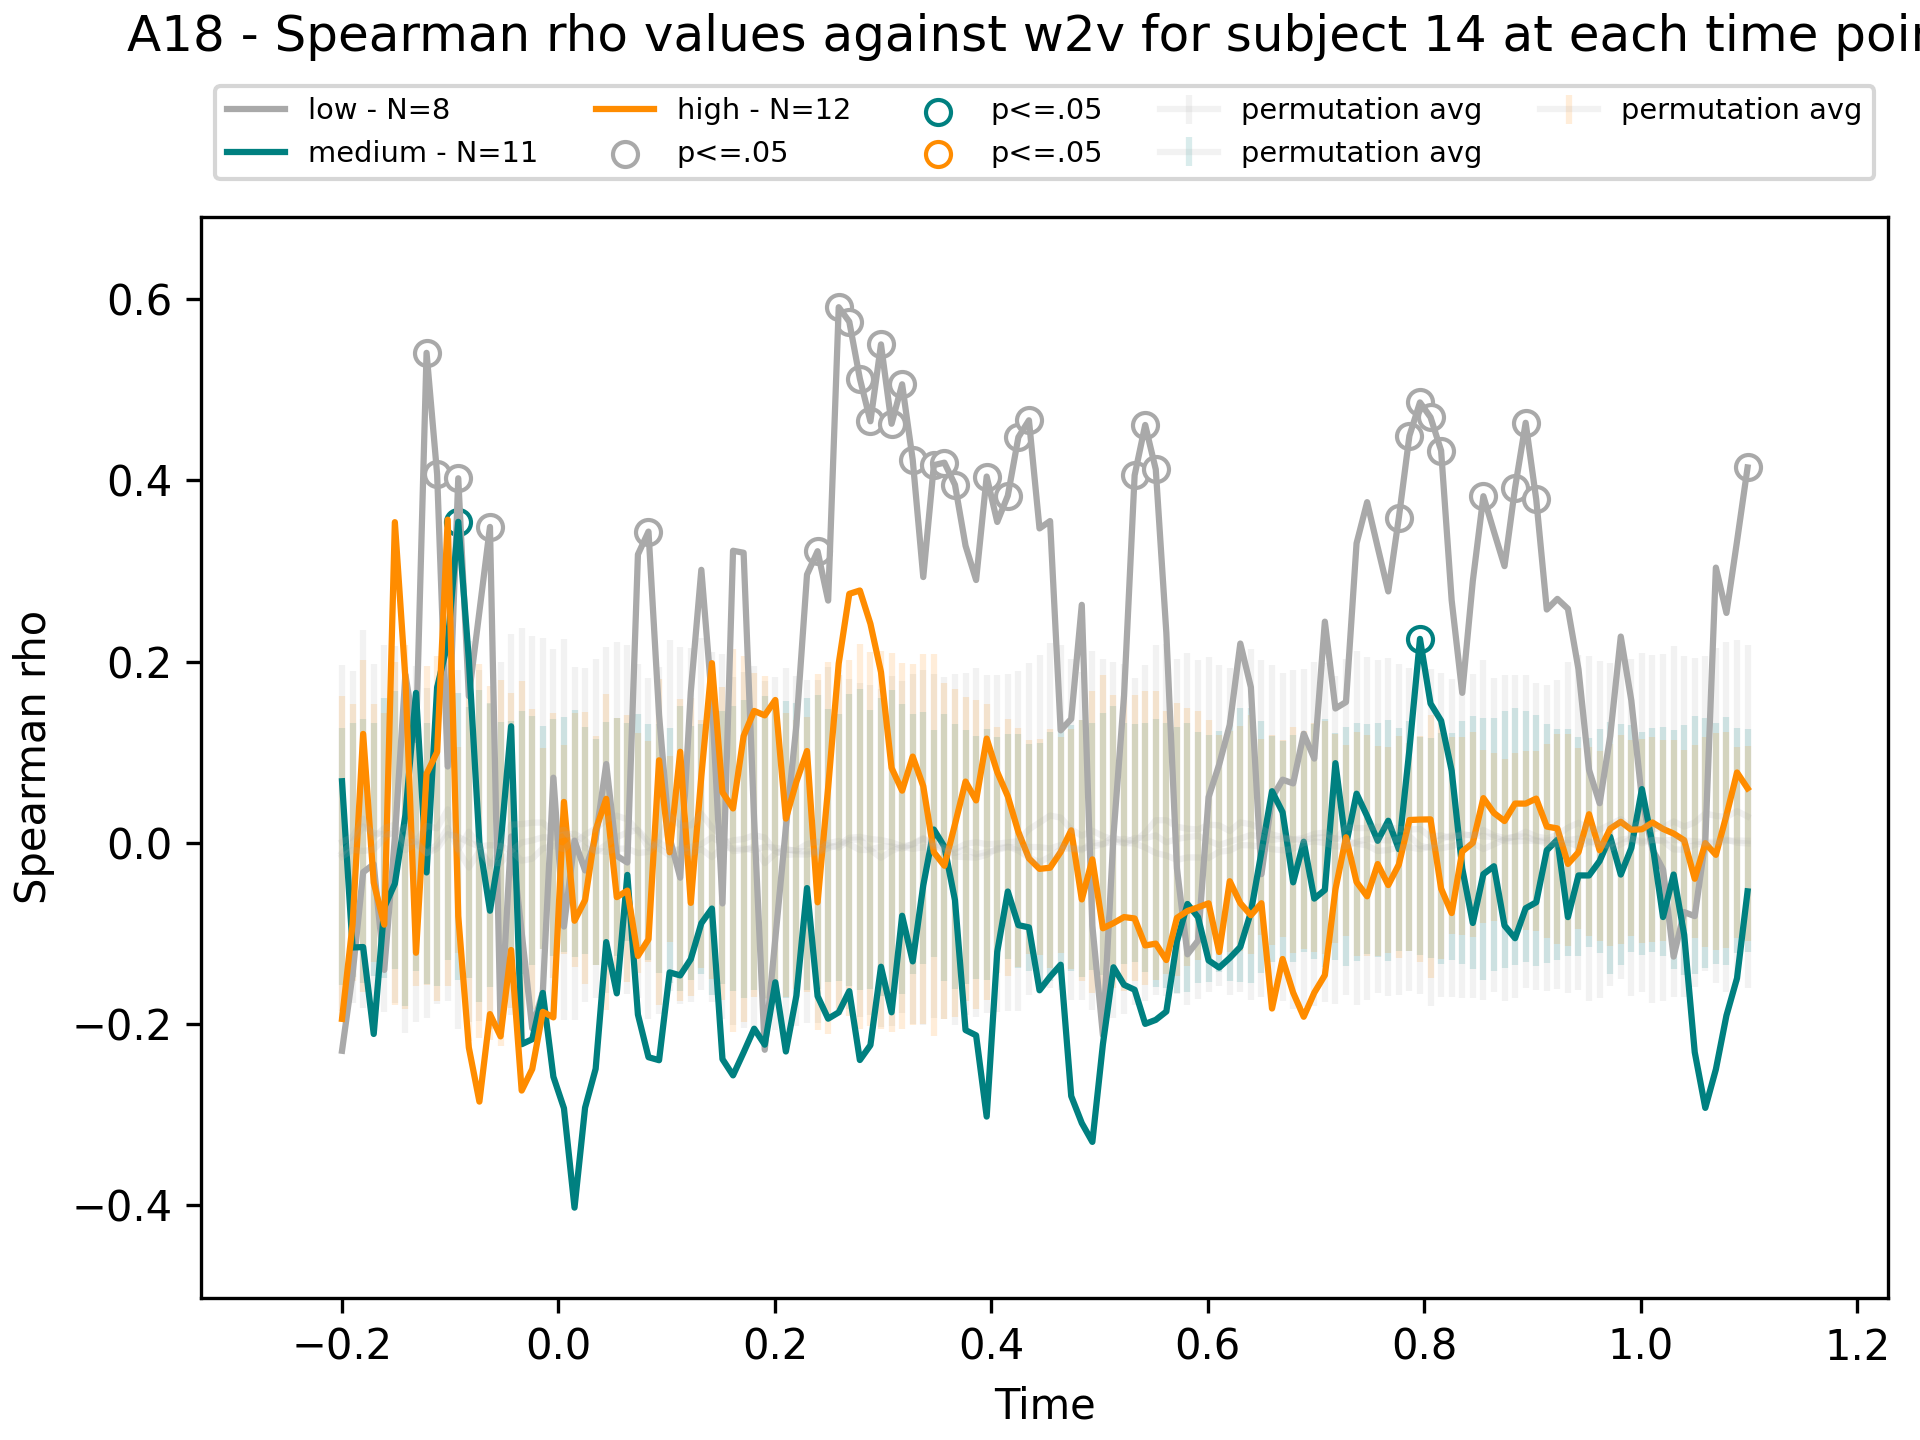 A18 - Spearman rho values against w2v for subject 14 at each time poi
low - N=8
medium - N=11
high - N=12
p<=.05
p<=.05
p<=.05
permutation avg
permutation avg
permutation avg
Spearman rho
0.6
0.4
0.2
0.0
−0.2
−0.4
−0.2 0.0 0.2 0.4 0.6 0.8 1.0 1.2
Time